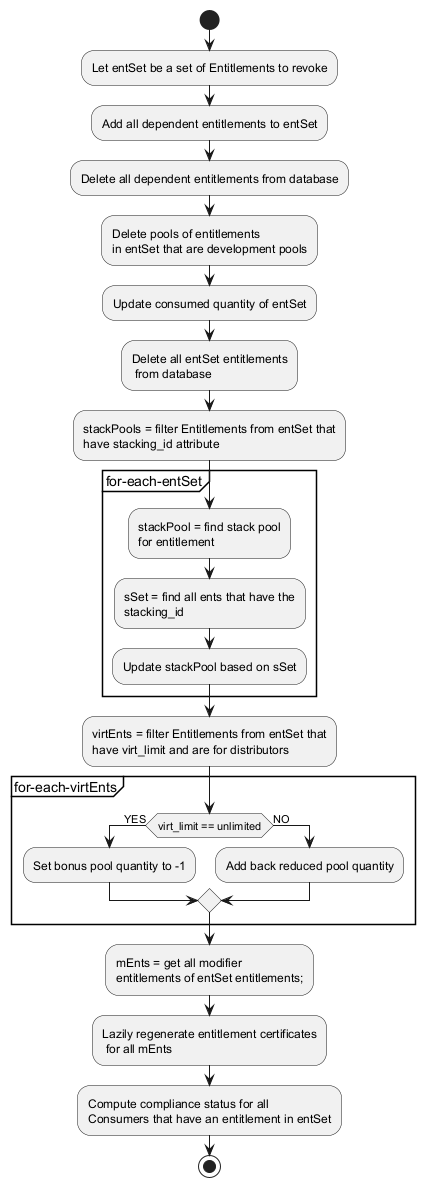 Let entSet be a set of Entitlements to revoke
Add all dependent entitlements to entSet
Delete all dependent entitlements from database
Delete pools of entitlements
in entSet that are development pools
Update consumed quantity of entSet
Delete all entSet entitlements
from database
stackPools = filter Entitlements from entSet that
have stacking_id attribute
for-each-entSet
stackPool = find stack pool
for entitlement
sSet = find all ents that have the
stacking_id
Update stackPool based on sSet
virtEnts = filter Entitlements from entSet that
have virt_limit and are for distributors
for-each-virtEnts
YES
virt_limit == unlimited
NO
Set bonus pool quantity to -1
Add back reduced pool quantity
mEnts = get all modifier
entitlements of entSet entitlements;
Lazily regenerate entitlement certificates
for all mEnts
Compute compliance status for all
Consumers that have an entitlement in entSet